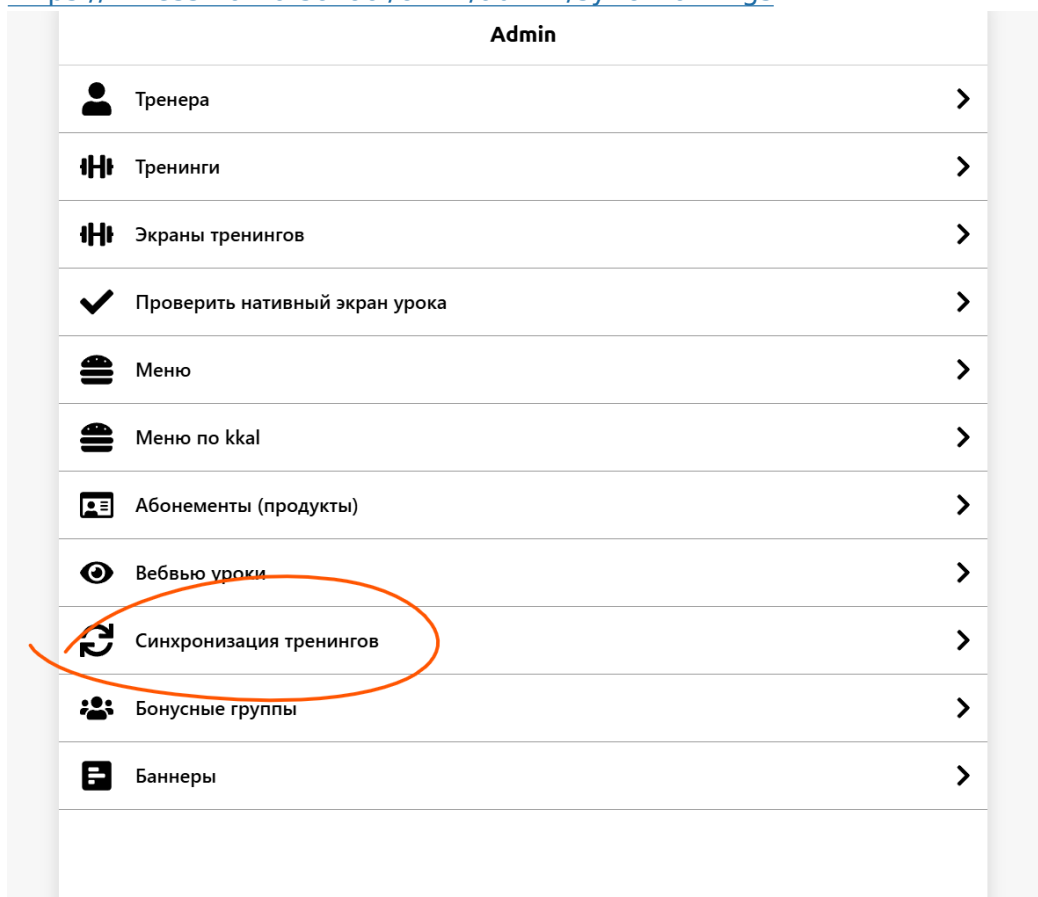 Admin
Тренера
Тренинги
Экраны тренингов
Проверить нативный экран урока
Меню
Меню по kkal
Абонементы (продукты)
Вебвью уроки
Синхронизация тренингов
Бонусные группы
Баннеры